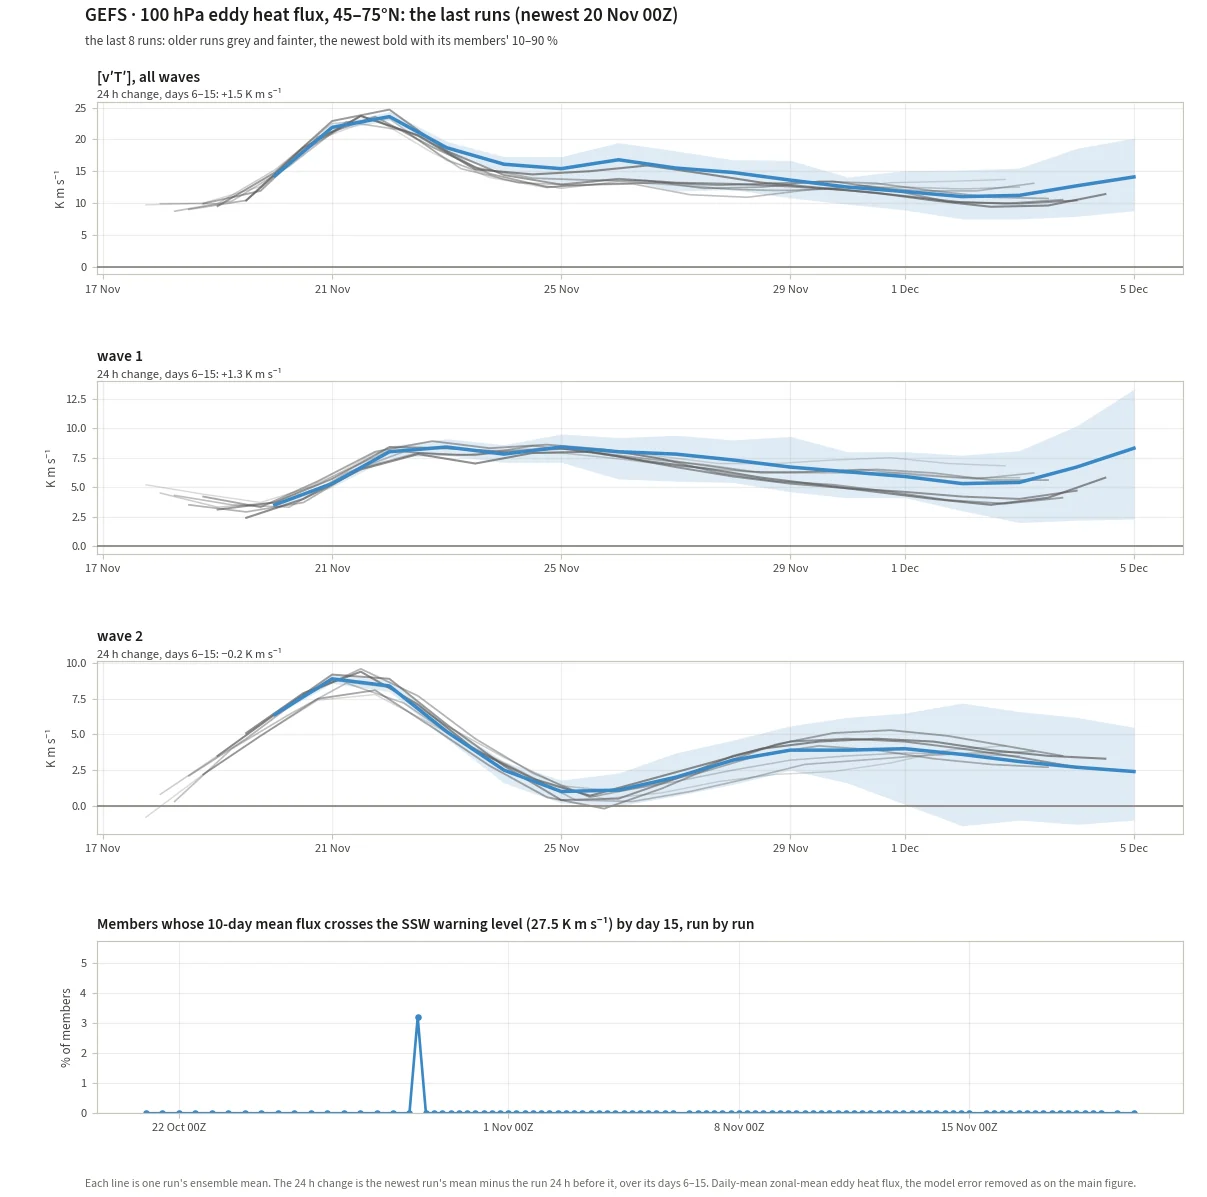 GEFS · 100 hPa eddy heat flux, 45–75°N: the last runs (newest 20 Nov 00Z)
the last 8 runs: older runs grey and fainter, the newest bold with its members' 10–90 %
[v′T′], all waves
24 h change, days 6–15: +1.5 K m s⁻¹
25
20
15
10
5
0
K m s⁻¹
17 Nov
21 Nov
25 Nov
29 Nov
1 Dec
5 Dec
wave 1
24 h change, days 6–15: +1.3 K m s⁻¹
12.5
10.0
7.5
5.0
2.5
0.0
K m s⁻¹
17 Nov
21 Nov
25 Nov
29 Nov
1 Dec
5 Dec
wave 2
24 h change, days 6–15: −0.2 K m s⁻¹
10.0
7.5
5.0
2.5
0.0
K m s⁻¹
17 Nov
21 Nov
25 Nov
29 Nov
1 Dec
5 Dec
Members whose 10-day mean flux crosses the SSW warning level (27.5 K m s⁻¹) by day 15, run by run
5
4
3
2
1
0
% of members
22 Oct 00Z
1 Nov 00Z
8 Nov 00Z
15 Nov 00Z
Each line is one run's ensemble mean. The 24 h change is the newest run's mean minus the run 24 h before it, over its days 6–15. Daily-mean zonal-mean eddy heat flux, the model error removed as on the main figure.